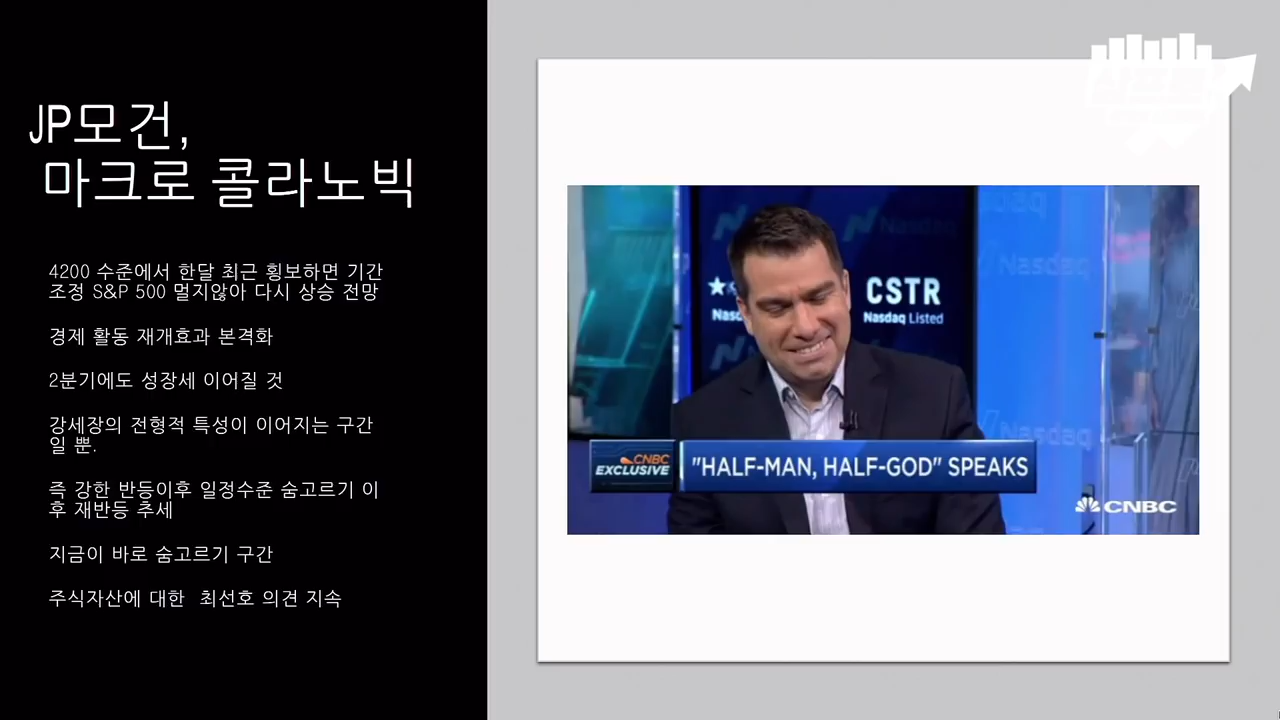 JP모건,
마크로 콜라노빅
4200 수준에서 한달 최근 횡보하면 기간
조정 S&P 500 멀지않아 다시 상승 전망
경제 활동 재개효과 본격화
2분기에도 성장세 이어질 것
강세장의 전형적 특성이 이어지는 구간
일 뿐.
즉 강한 반등이후 일정수준 숨고르기 이
후 재반등 추세
지금이 바로 숨고르기 구간
주식자산에 대한 최선호 의견 지속
Nasdaq
CSTR
Nasdaq Listed
Nasdaq
Nasdaq
CNBC
EXCLUSIVE
"HALF-MAN, HALF-GOD" SPEAKS
CNBC